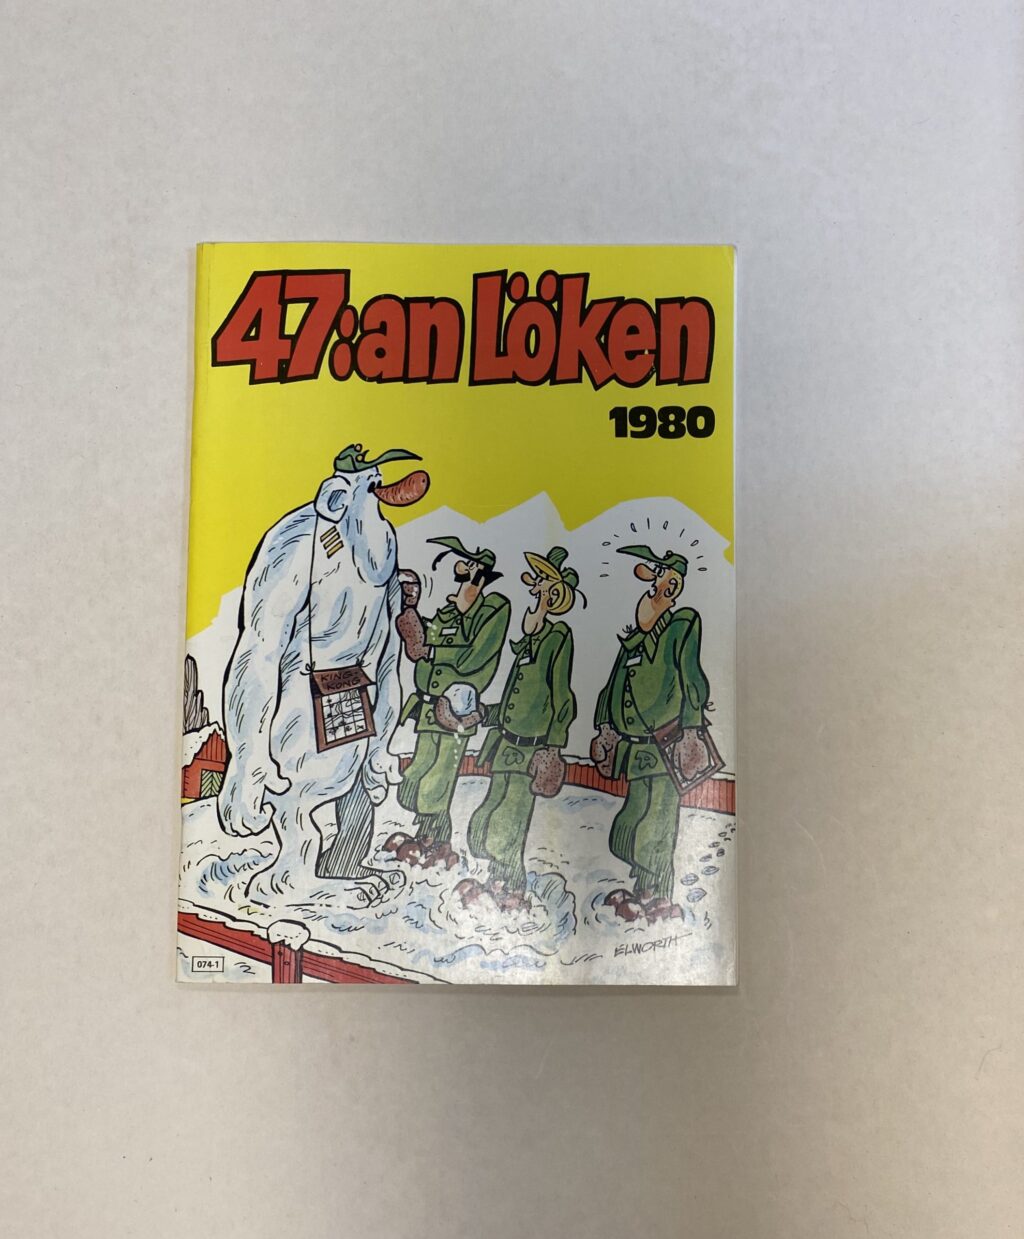 47:an Löken
1980
KING-
KONG
ELWORTH
074-1